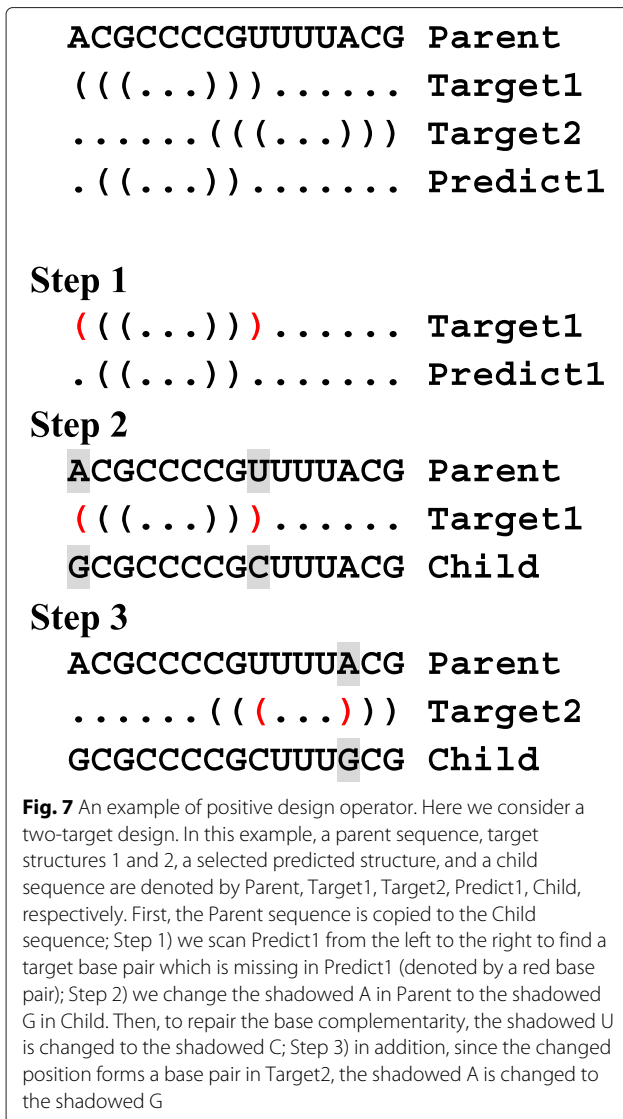 ACGCCCCGUUUUACG Parent
(((...)))...... Target1
......(((...))) Target2
.((...))....... Predict1
Step 1
(((...)))...... Target1
.((...))....... Predict1
Step 2
ACGCCCCGUUUUACG Parent
(((...)))...... Target1
GCGCCCCGCUUUACG Child
Step 3
ACGCCCCGUUUUACG Parent
......(((...))) Target2
GCGCCCCGCUUUGCG Child
Fig. 7 An example of positive design operator. Here we consider a
two-target design. In this example, a parent sequence, target
structures 1 and 2, a selected predicted structure, and a child
sequence are denoted by Parent, Target1, Target2, Predict1, Child,
respectively. First, the Parent sequence is copied to the Child
sequence; Step 1) we scan Predict1 from the left to the right to find a
target base pair which is missing in Predict1 (denoted by a red base
pair); Step 2) we change the shadowed A in Parent to the shadowed
G in Child. Then, to repair the base complementarity, the shadowed U
is changed to the shadowed C; Step 3) in addition, since the changed
position forms a base pair in Target2, the shadowed A is changed to
the shadowed G